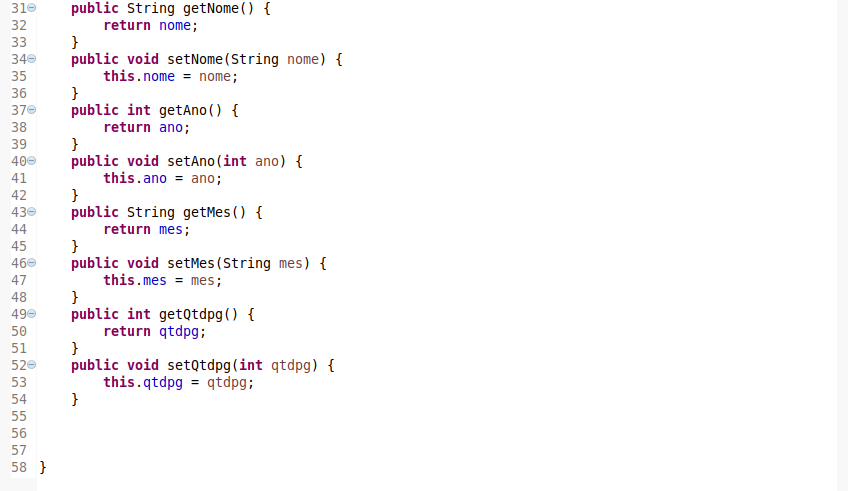 31 public String getNome() {
32 return nome;
33 }
34 public void setNome(String nome) {
35 this.nome = nome;
36 }
37 public int getAno() {
38 return ano;
39 }
40 public void setAno(int ano) {
41 this.ano = ano;
42 }
43 public String getMes() {
44 return mes;
45 }
46 public void setMes(String mes) {
47 this.mes = mes;
48 }
49 public int getQtdpg() {
50 return qtdpg;
51 }
52 public void setQtdpg(int qtdpg) {
53 this.qtdpg = qtdpg;
54 }
55
56
57
58 }